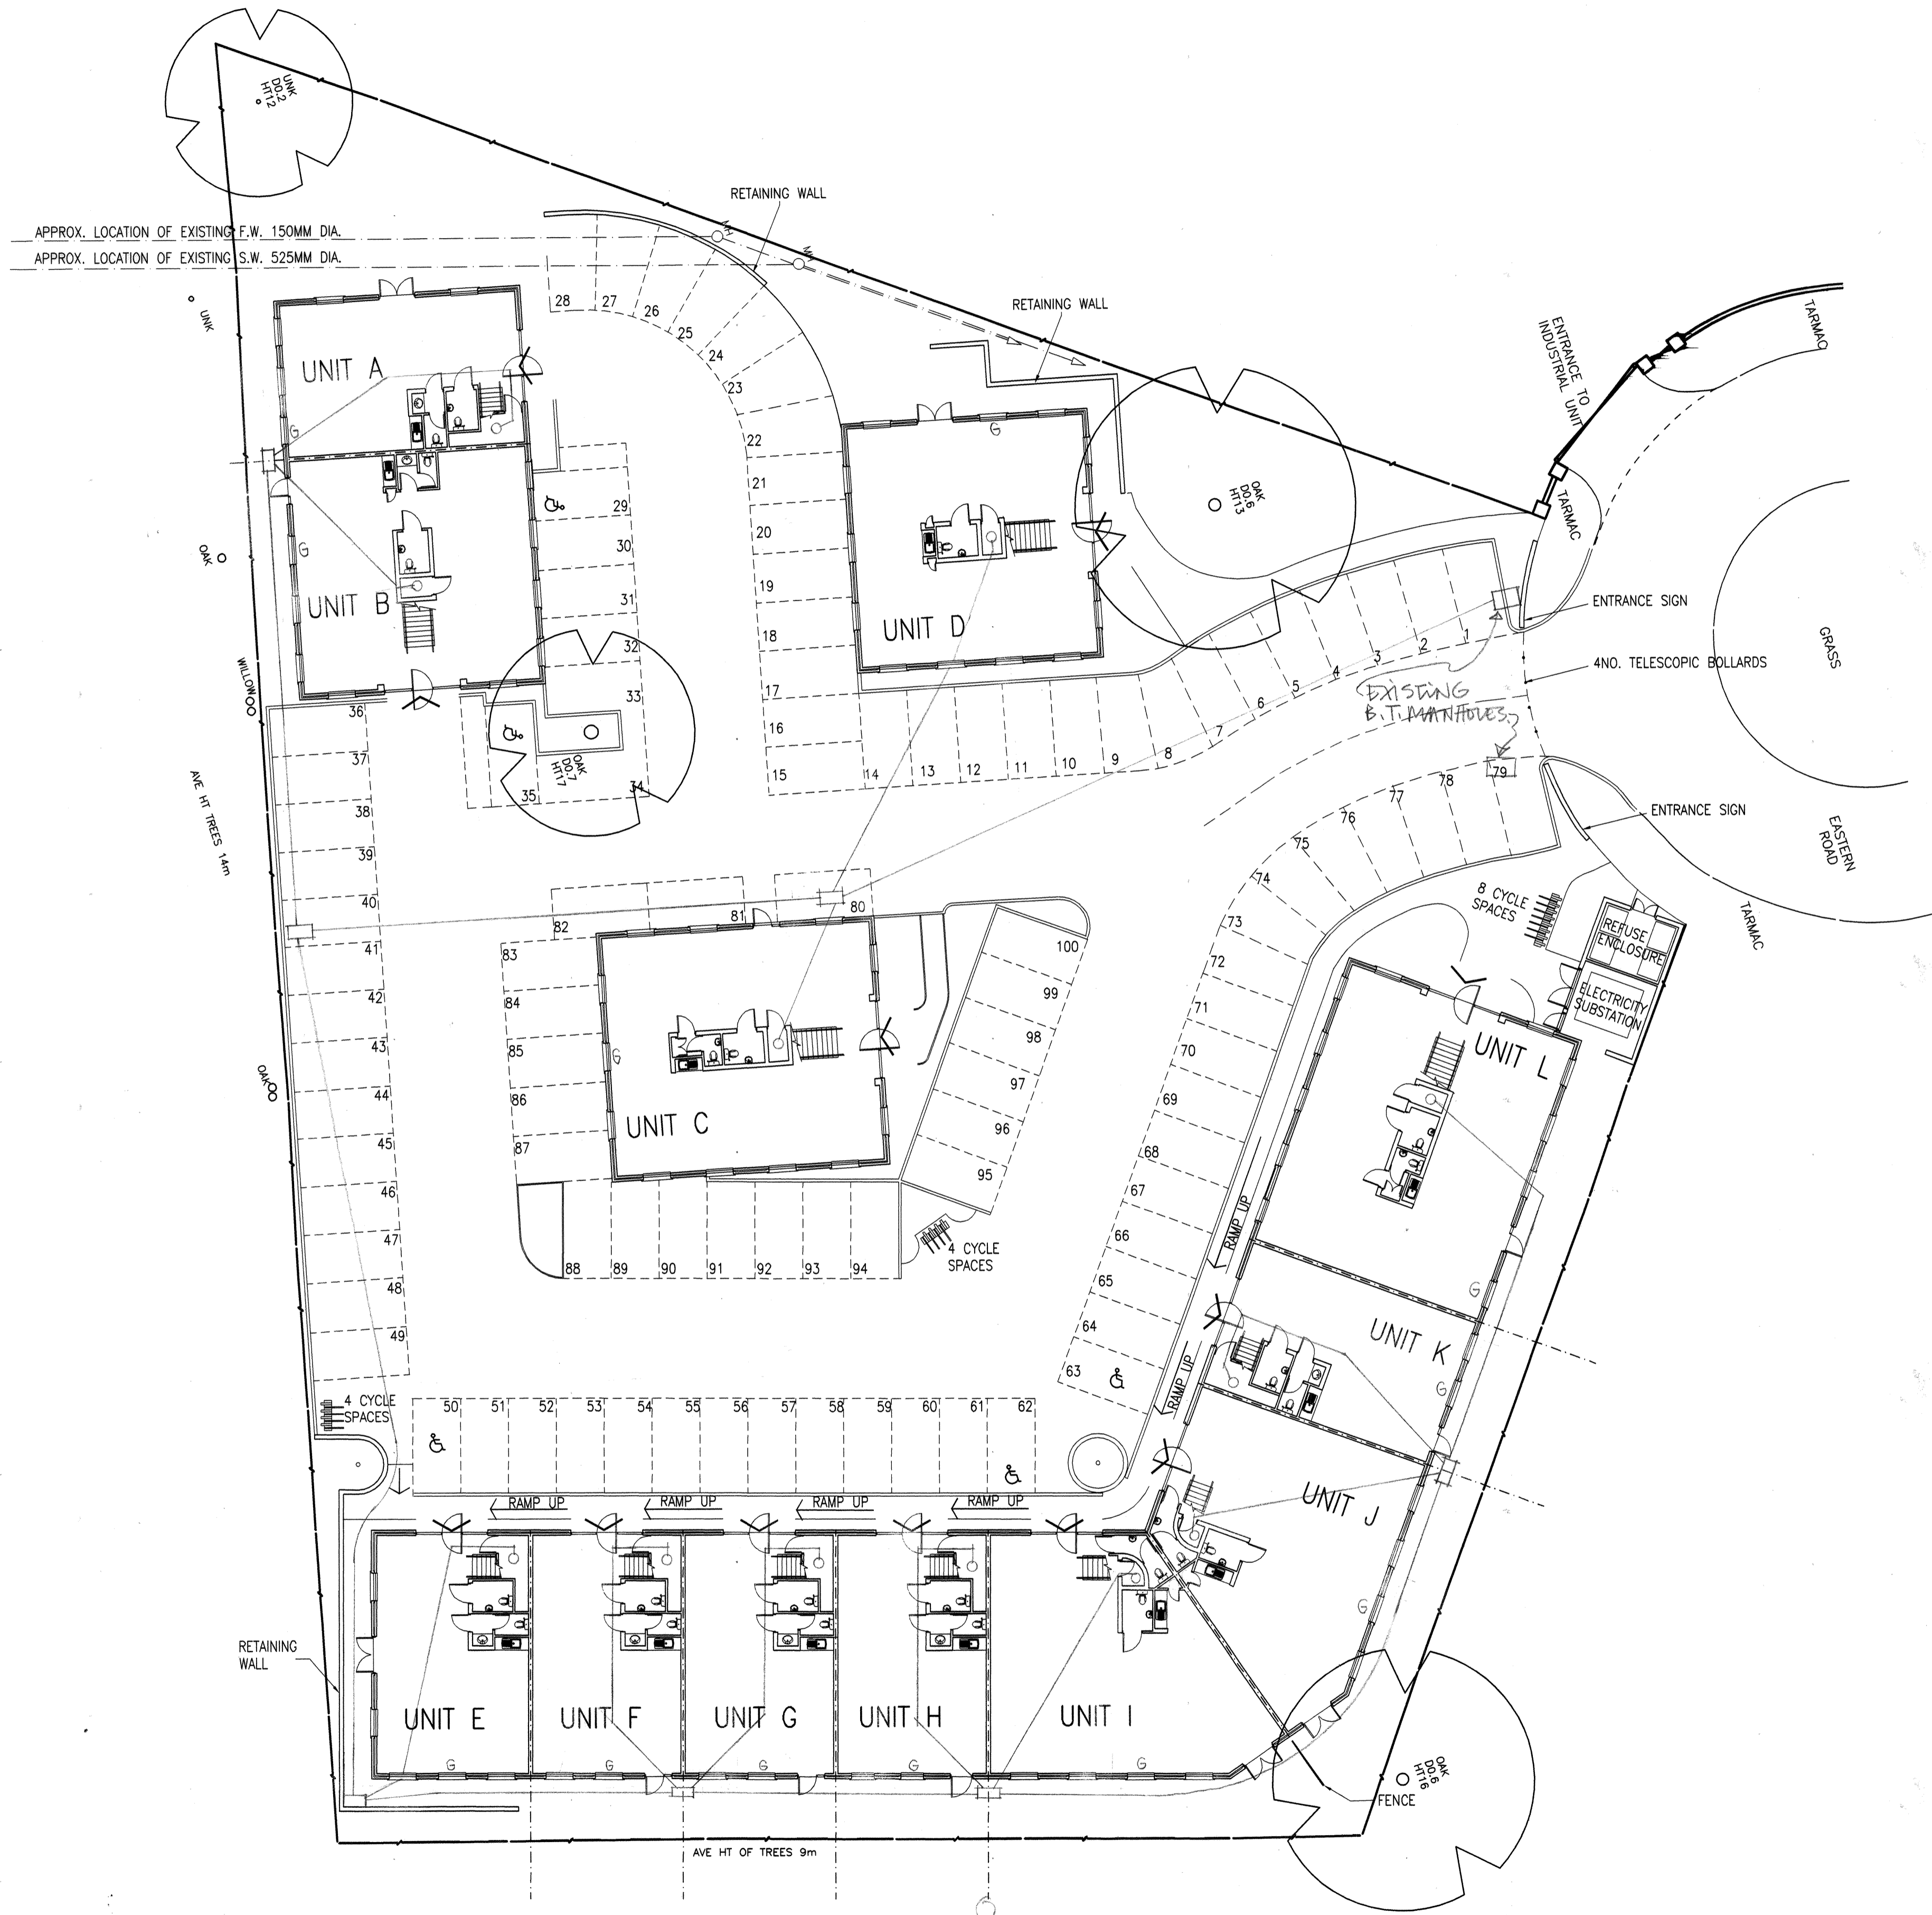 UNK
D0.2
HT12
RETAINING WALL
APPROX. LOCATION OF EXISTING F.W. 150MM DIA.
APPROX. LOCATION OF EXISTING S.W. 525MM DIA.
MH
MH
RETAINING WALL
UNK
28
27
26
25
24
23
22
21
20
19
18
17
16
15
UNIT A
G
UNIT B
G
OAK
WILLOW
AVE HT TREES 14m
29
30
31
32
33
34
35
OAK
D0.7
HT17
G
UNIT D
OAK
D0.6
HT13
ENTRANCE TO
INDUSTRIAL UNIT
TARMAC
TARMAC
ENTRANCE SIGN
4NO. TELESCOPIC BOLLARDS
GRASS
EXISTING
B.T. MANHOLES.
1
2
3
4
5
6
7
8
9
10
11
12
13
14
36
37
38
39
40
41
42
43
44
45
46
47
48
49
OAK
79
78
77
76
75
74
73
72
71
70
69
68
67
66
65
64
63
ENTRANCE SIGN
EASTERN
ROAD
TARMAC
8 CYCLE
SPACES
REFUSE
ENCLOSURE
ELECTRICITY
SUBSTATION
80
81
82
83
84
85
86
87
G
UNIT C
88
89
90
91
92
93
94
95
96
97
98
99
100
4 CYCLE
SPACES
UNIT L
G
RAMP UP
UNIT K
G
RAMP UP
UNIT J
G
4 CYCLE
SPACES
50
51
52
53
54
55
56
57
58
59
60
61
62
RAMP UP
RAMP UP
RAMP UP
RAMP UP
RETAINING
WALL
UNIT E
UNIT F
UNIT G
UNIT H
UNIT I
G
G
G
G
G
OAK
D0.6
HT16
FENCE
AVE HT OF TREES 9m